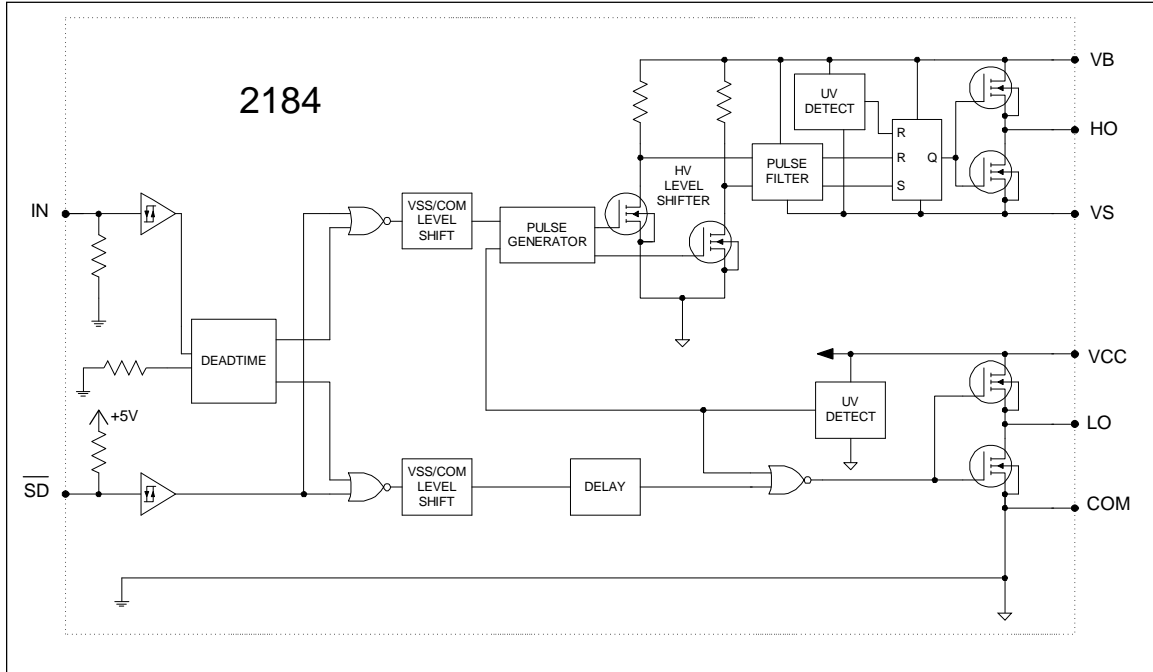 2184
VB
UV
DETECT
HO
R
R
Q
S
PULSE
FILTER
HV
LEVEL
SHIFTER
VS
IN
VSS/COM
LEVEL
SHIFT
PULSE
GENERATOR
DEADTIME
VCC
UV
DETECT
+5V
LO
SD
VSS/COM
LEVEL
SHIFT
DELAY
COM